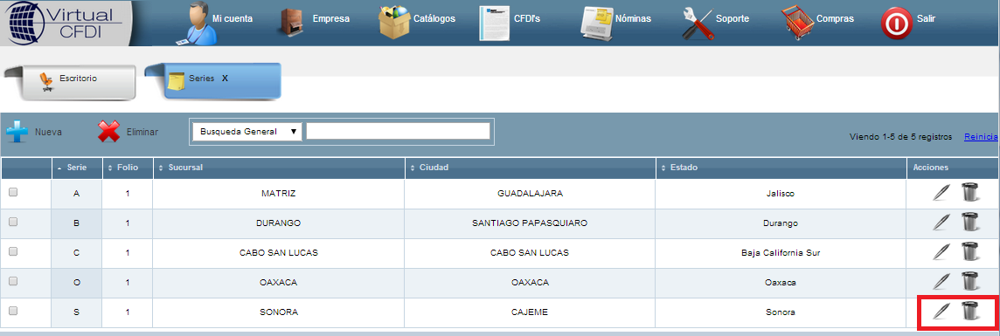 Virtual CFDI
Mi cuenta Empresa Catálogos CFDI's Nóminas Soporte Compras Salir
Escritorio Series X
Nueva Eliminar Busqueda General Viendo 1-5 de 5 registros Reinicia
Serie Folio Sucursal Ciudad Estado Acciones
A 1 MATRIZ GUADALAJARA Jalisco
B 1 DURANGO SANTIAGO PAPASQUIARO Durango
C 1 CABO SAN LUCAS CABO SAN LUCAS Baja California Sur
O 1 OAXACA OAXACA Oaxaca
S 1 SONORA CAJEME Sonora